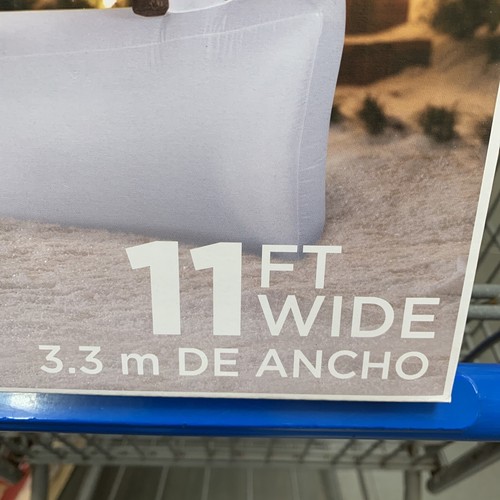 11 FT
WIDE
3.3 m DE ANCHO